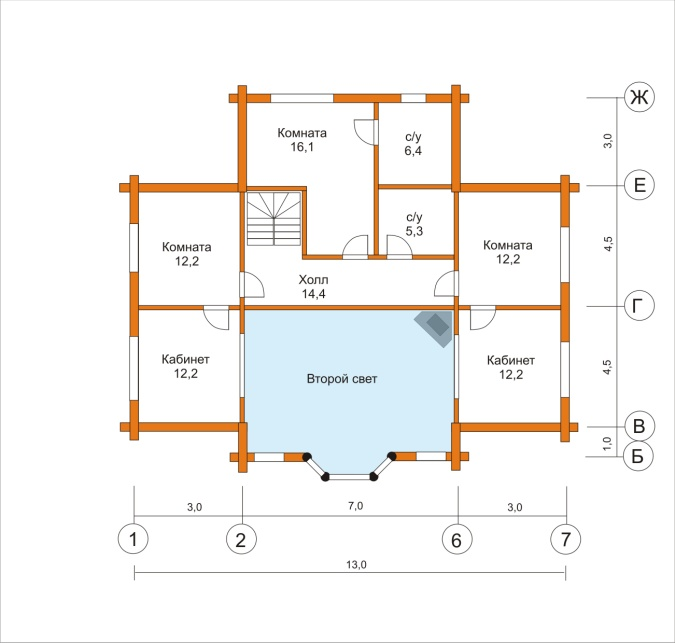 Ж
Комната
16,1
с/у
6,4
3,0
Е
Комната
12,2
с/у
5,3
Комната
12,2
4,5
Холл
14,4
Г
Кабинет
12,2
Второй свет
Кабинет
12,2
4,5
В
1,0
Б
3,0
7,0
3,0
1
2
6
7
13,0